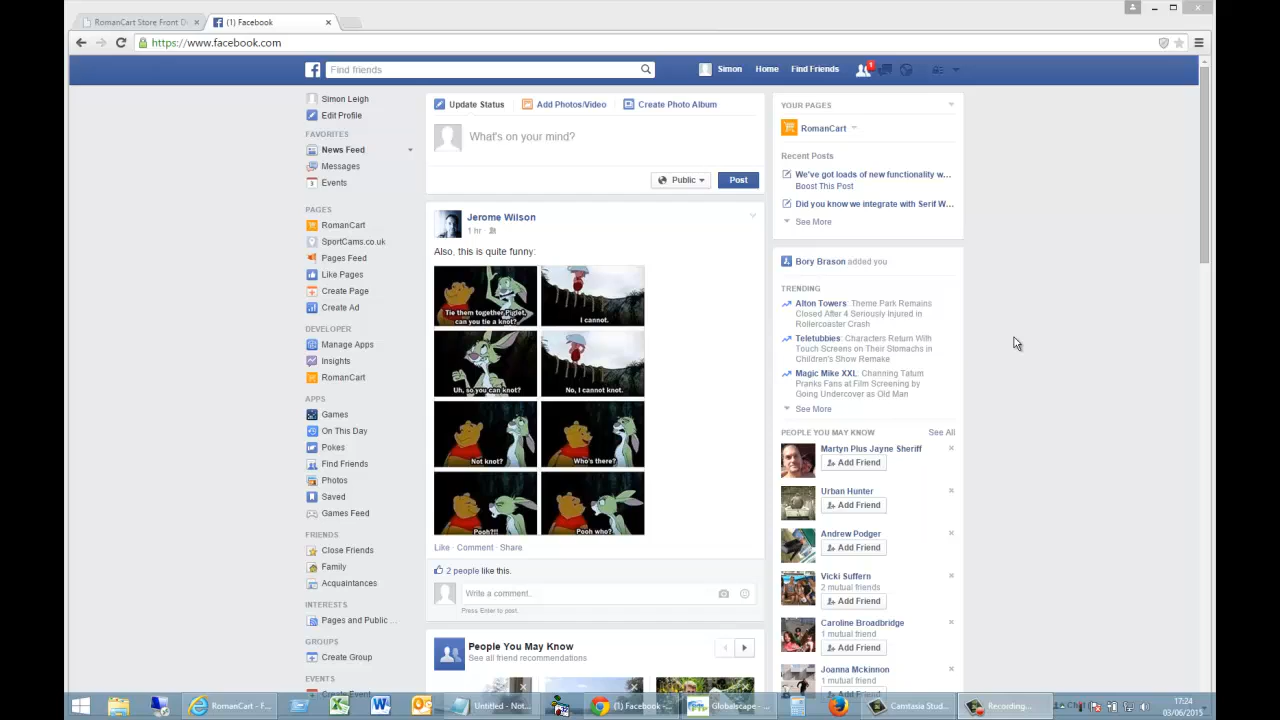 RomanCart Store Front De
(1) Facebook
https://www.facebook.com
Find friends
Simon
Home
Find Friends
1
Simon Leigh
Edit Profile
FAVORITES
News Feed
Messages
Events
PAGES
RomanCart
SportCams.co.uk
Pages Feed
Like Pages
Create Page
Create Ad
DEVELOPER
Manage Apps
Insights
RomanCart
APPS
Games
On This Day
Pokes
Find Friends
Photos
Saved
Games Feed
FRIENDS
Close Friends
Family
Acquaintances
INTERESTS
Pages and Public ...
GROUPS
Create Group
EVENTS
Create Event
Update Status
Add Photos/Video
Create Photo Album
What's on your mind?
Public
Post
Jerome Wilson
1 hr ·
Also, this is quite funny:
Tie them together Piglet,
can you tie a knot?
I cannot.
Uh, so you can knot?
No, I cannot knot.
Not knot?
Who's there?
Pooh?!!
Pooh who?
Like · Comment · Share
2 people like this.
Write a comment...
Press Enter to post.
People You May Know
See all friend recommendations
YOUR PAGES
RomanCart
Recent Posts
We've got loads of new functionality w...
Boost This Post
Did you know we integrate with Serif W...
See More
Bory Brason added you
TRENDING
Alton Towers: Theme Park Remains
Closed After 4 Seriously Injured in
Rollercoaster Crash
Teletubbies: Characters Return With
Touch Screens on Their Stomachs in
Children's Show Remake
Magic Mike XXL: Channing Tatum
Pranks Fans at Film Screening by
Going Undercover as Old Man
See More
PEOPLE YOU MAY KNOW
See All
Martyn Plus Jayne Sheriff
Add Friend
Urban Hunter
Add Friend
Andrew Podger
Add Friend
Vicki Suffern
2 mutual friends
Add Friend
Caroline Broadbridge
1 mutual friend
Add Friend
Joanna Mckinnon
1 mutual friend
Add Friend
Chat
RomanCart - ...
Untitled - Not...
(1) Facebook -...
Globalscape - ...
Camtasia Stud...
Recording...
17:24
03/06/2015